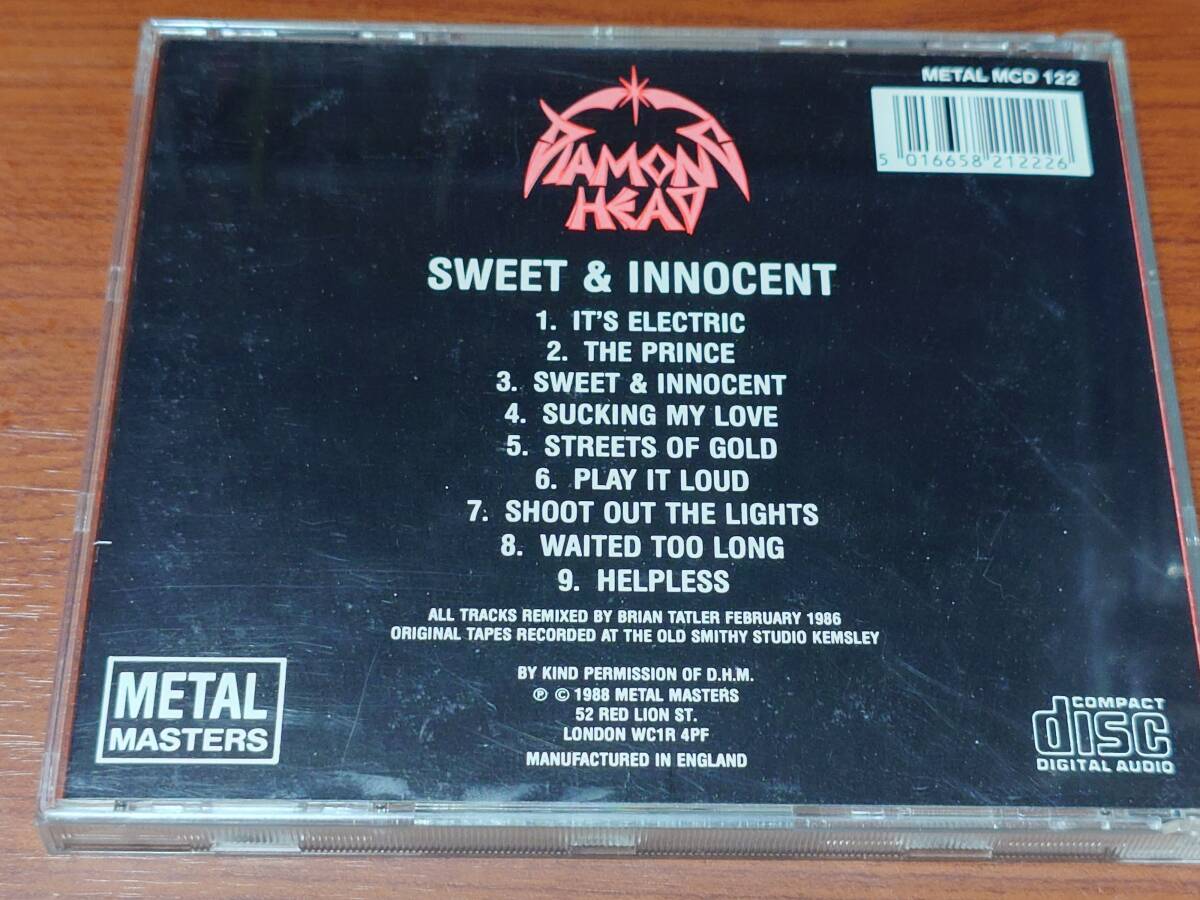 METAL MCD 122
5 016658 212226
DIAMOND
HEAD
SWEET & INNOCENT
1. IT'S ELECTRIC
2. THE PRINCE
3. SWEET & INNOCENT
4. SUCKING MY LOVE
5. STREETS OF GOLD
6. PLAY IT LOUD
7. SHOOT OUT THE LIGHTS
8. WAITED TOO LONG
9. HELPLESS
ALL TRACKS REMIXED BY BRIAN TATLER FEBRUARY 1986
ORIGINAL TAPES RECORDED AT THE OLD SMITHY STUDIO KEMSLEY
BY KIND PERMISSION OF D.H.M.
℗ © 1988 METAL MASTERS
52 RED LION ST.
LONDON WC1R 4PF
MANUFACTURED IN ENGLAND
METAL
MASTERS
COMPACT
disc
DIGITAL AUDIO